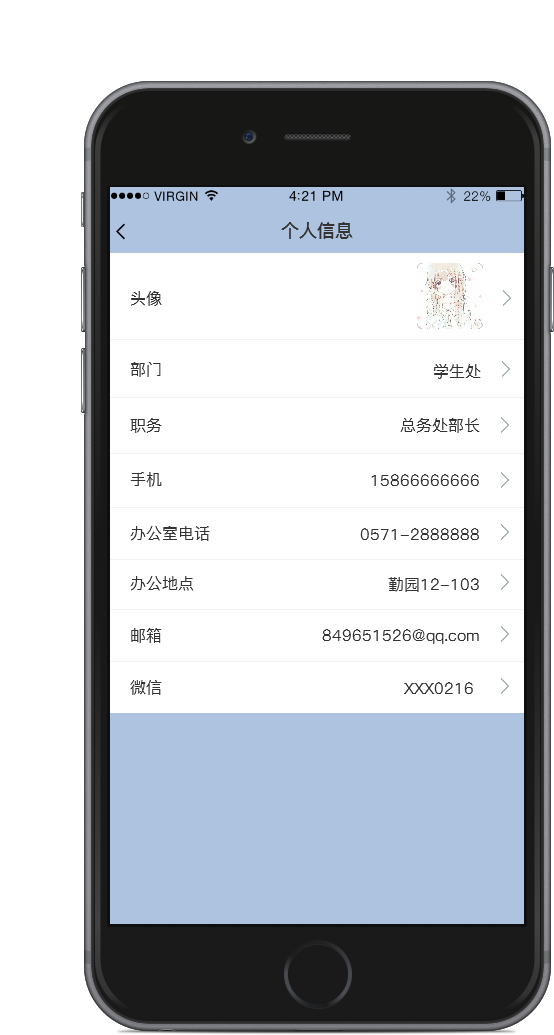 VIRGIN 4:21 PM 22%
个人信息
头像
部门 学生处
职务 总务处部长
手机 15866666666
办公室电话 0571-2888888
办公地点 勤园12-103
邮箱 849651526@qq.com
微信 XXX0216